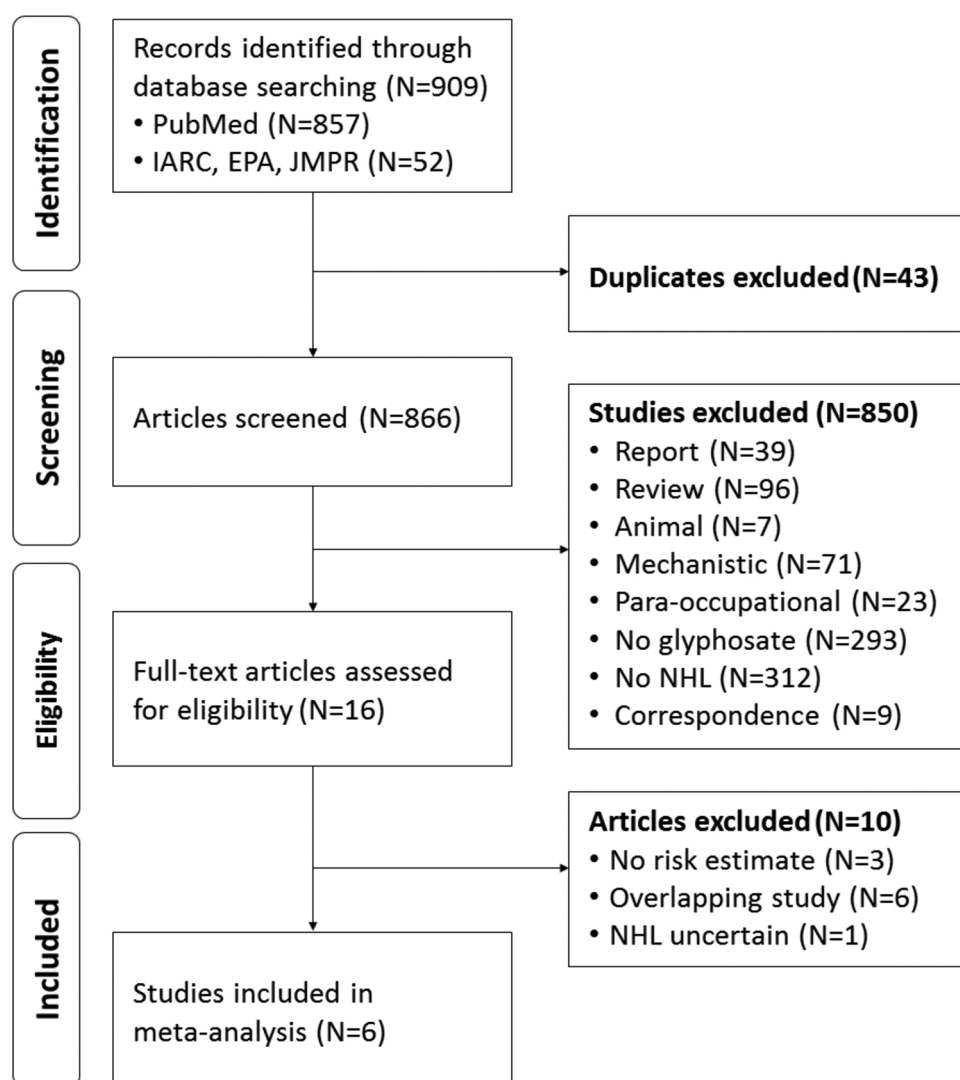 Identification
Records identified through
database searching (N=909)
• PubMed (N=857)
• IARC, EPA, JMPR (N=52)
Duplicates excluded (N=43)
Screening
Articles screened (N=866)
Studies excluded (N=850)
• Report (N=39)
• Review (N=96)
• Animal (N=7)
• Mechanistic (N=71)
• Para-occupational (N=23)
• No glyphosate (N=293)
• No NHL (N=312)
• Correspondence (N=9)
Eligibility
Full-text articles assessed
for eligibility (N=16)
Articles excluded (N=10)
• No risk estimate (N=3)
• Overlapping study (N=6)
• NHL uncertain (N=1)
Included
Studies included in
meta-analysis (N=6)